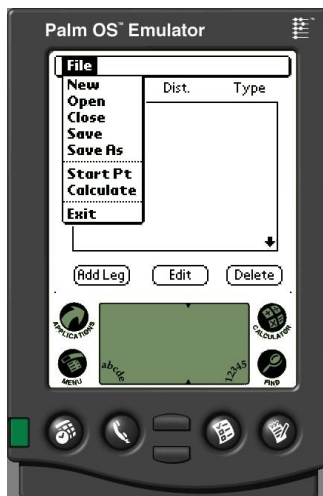 Palm OS™ Emulator
File
New
Dist. Type
Open
Close
Save
Save As
Start Pt
Calculate
Exit
Add Leg Edit Delete
APPLICATIONS
CALCULATOR
MENU
abcde
12345
FIND